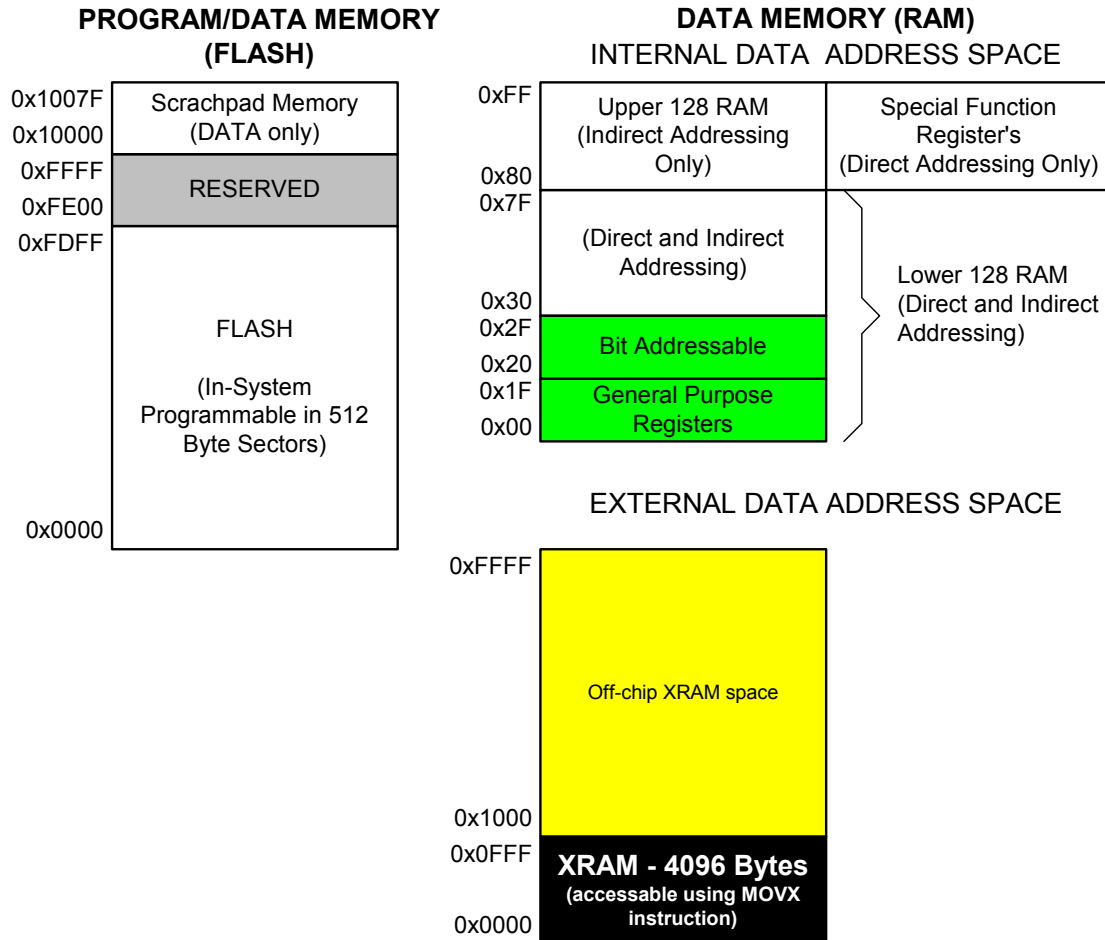 PROGRAM/DATA MEMORY
(FLASH)
0x1007F
Scrachpad Memory
(DATA only)
0x10000
0xFFFF
RESERVED
0xFE00
0xFDFF
FLASH
(In-System
Programmable in 512
Byte Sectors)
0x0000
DATA MEMORY (RAM)
INTERNAL DATA ADDRESS SPACE
0xFF
Upper 128 RAM
(Indirect Addressing
Only)
Special Function
Register's
(Direct Addressing Only)
0x80
0x7F
(Direct and Indirect
Addressing)
0x30
Lower 128 RAM
(Direct and Indirect
Addressing)
0x2F
Bit Addressable
0x20
0x1F
General Purpose
Registers
0x00
EXTERNAL DATA ADDRESS SPACE
0xFFFF
Off-chip XRAM space
0x1000
0x0FFF
XRAM - 4096 Bytes
(accessable using MOVX
instruction)
0x0000